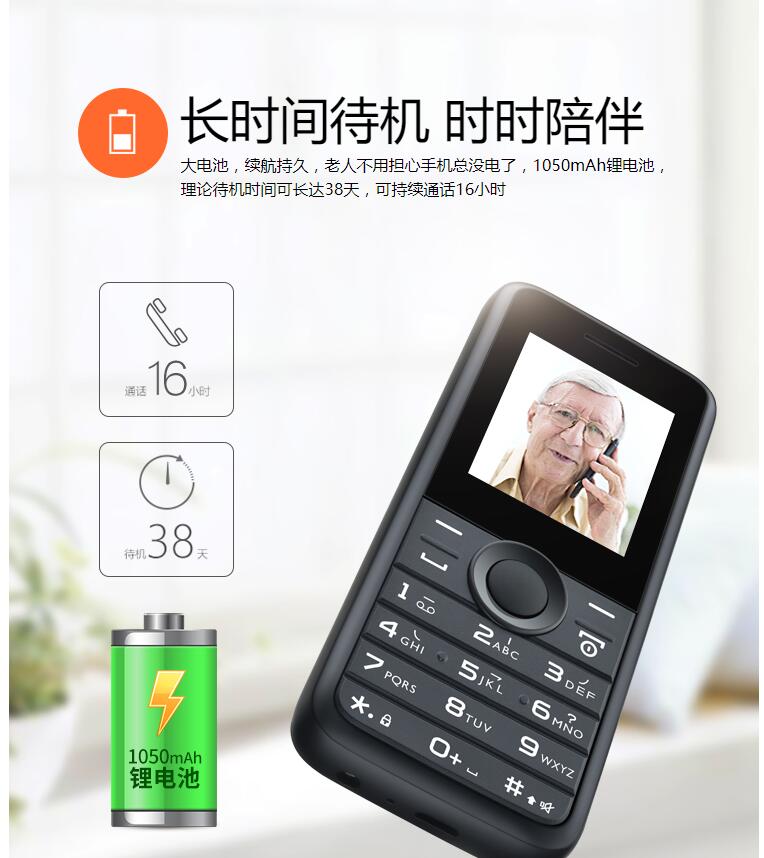 长时间待机 时时陪伴
大电池，续航持久，老人不用担心手机总没电了，1050mAh锂电池，
理论待机时间可长达38天，可持续通话16小时
通话16小时
待机38天
1050mAh
锂电池
1
2ABC
3DEF
4GHI
5JKL
6MNO
7PQRS
8TUV
9WXYZ
*.
0+
#